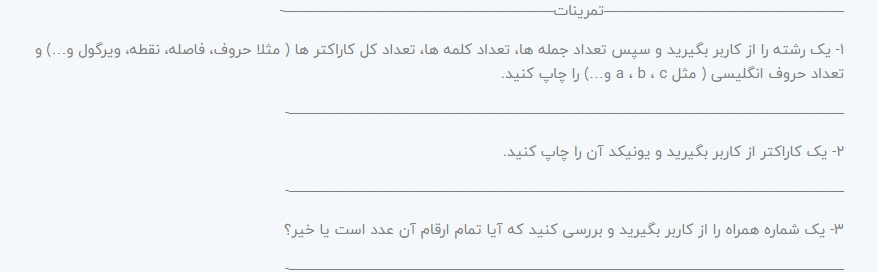 ————————————————تمرینات——————————————————-
۱- یک رشته را از کاربر بگیرید و سپس تعداد جمله ها، تعداد کلمه ها، تعداد کل کاراکتر ها ( مثلا حروف، فاصله، نقطه، ویرگول و…) و
تعداد حروف انگلیسی ( مثل a ، b ، c و…) را چاپ کنید.
—————————————————————————————————————-
۲- یک کاراکتر از کاربر بگیرید و یونیکد آن را چاپ کنید.
—————————————————————————————————————-
۳- یک شماره همراه را از کاربر بگیرید و بررسی کنید که آیا تمام ارقام آن عدد است یا خیر؟
—————————————————————————————————————-